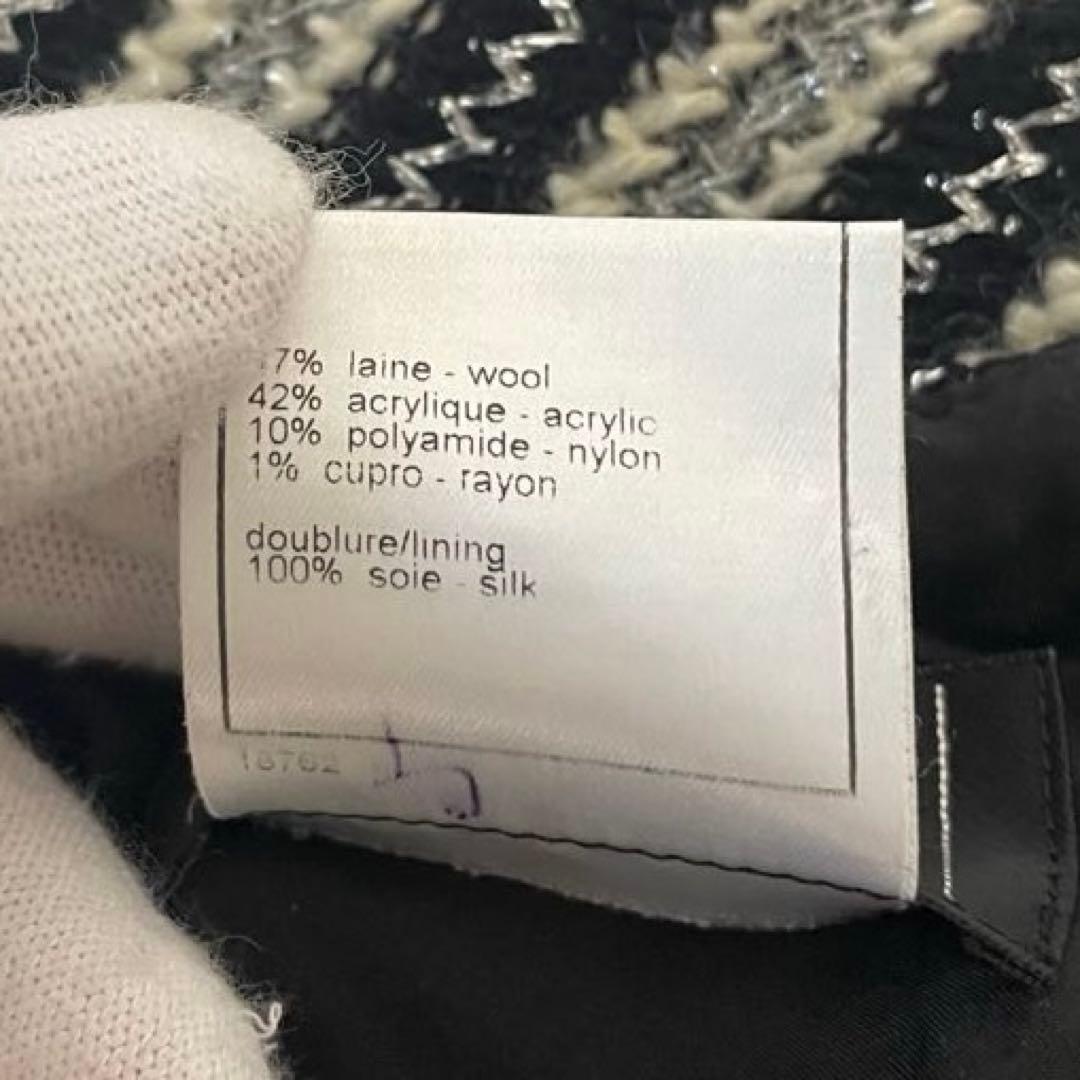 7% laine - wool
42% acrylique - acrylic
10% polyamide - nylon
1% cupro - rayon
doublure/lining
100% soie - silk
18762